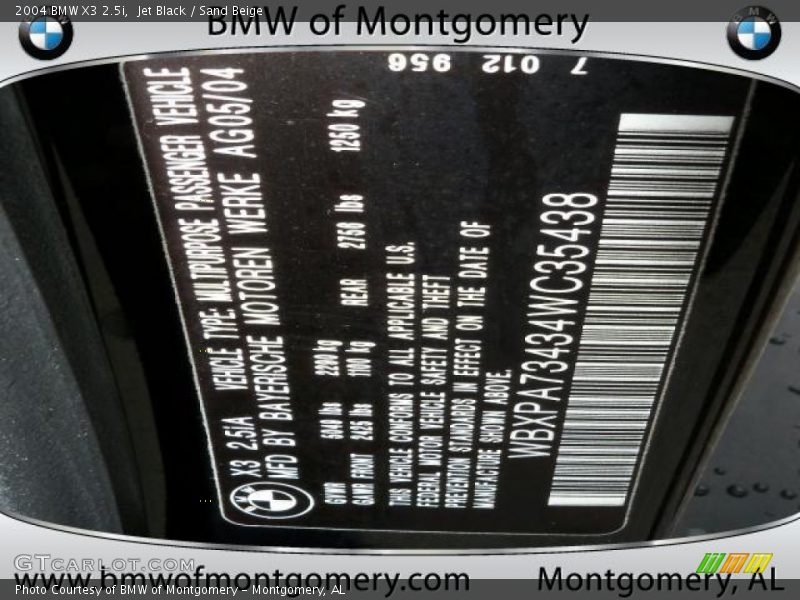 2004 BMW X3 2.5i,  Jet Black / Sand Beige
BMW of Montgomery
7 012 956
X3 2.5IA VEHICLE TYPE: MULTIPURPOSE PASSENGER VEHICLE
MFD BY BAYERISCHE MOTOREN WERKE AG05/04
GVWR 5040 lbs 2290 kg
GAWR FRONT 2425 lbs 1100 kg REAR 2758 lbs 1250 kg
THIS VEHICLE CONFORMS TO ALL APPLICABLE U.S.
FEDERAL MOTOR VEHICLE SAFETY AND THEFT
PREVENTION STANDARDS IN EFFECT ON THE DATE OF
MANUFACTURE SHOWN ABOVE.
WBXPA73434WC35438
GTcarlot.com
www.bmwofmontgomery.com
Montgomery, AL
Photo Courtesy of BMW of Montgomery - Montgomery, AL